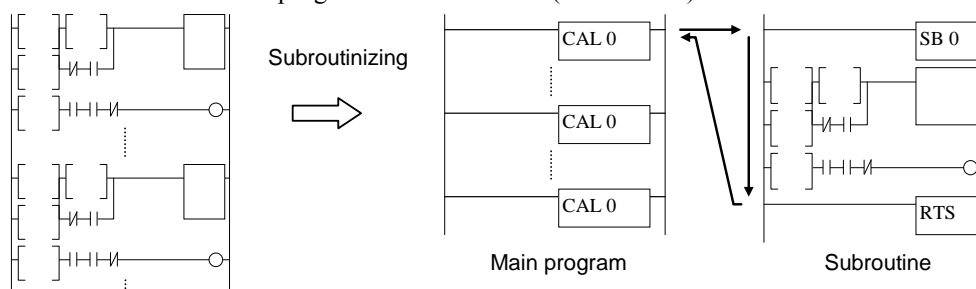 CAL 0
SB 0
Subroutinizing
CAL 0
CAL 0
RTS
Main program
Subroutine